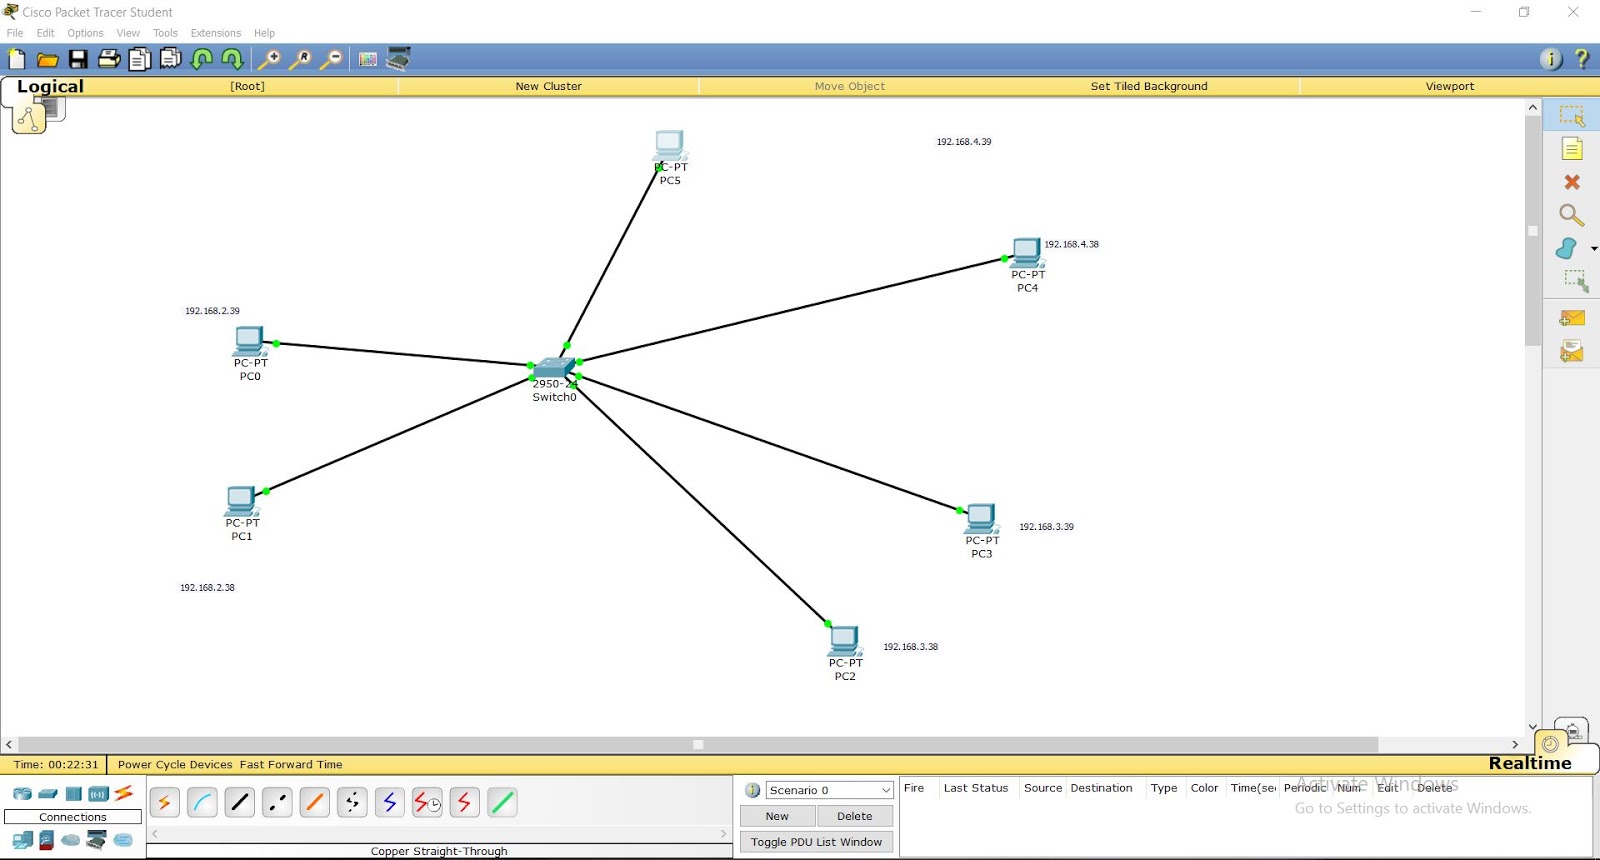 Cisco Packet Tracer Student
File Edit Options View Tools Extensions Help
Logical [Root] New Cluster Move Object Set Tiled Background Viewport
PC-PT
PC5
192.168.4.39
192.168.4.38
PC-PT
PC4
192.168.2.39
PC-PT
PC0
2950-24
Switch0
PC-PT
PC1
192.168.2.38
PC-PT
PC3
192.168.3.39
PC-PT
PC2
192.168.3.38
Realtime
Time: 00:22:31 Power Cycle Devices Fast Forward Time
Connections
Copper Straight-Through
Scenario 0
New Delete
Toggle PDU List Window
Fire Last Status Source Destination Type Color Time(sec Periodic Num Edit Delete
Activate Windows
Go to Settings to activate Windows.